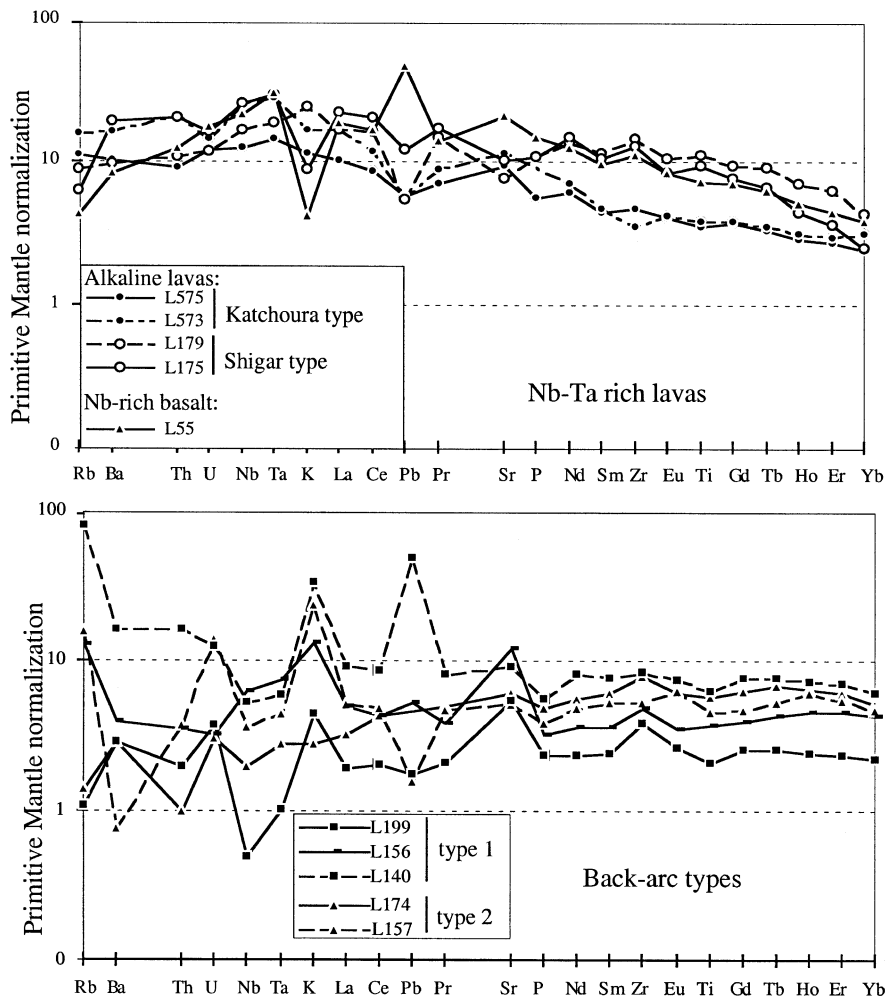 100
10
1
0
Primitive Mantle normalization
Alkaline lavas:
L575
L573
Katchoura type
L179
L175
Shigar type
Nb-rich basalt:
L55
Nb-Ta rich lavas
Rb Ba Th U Nb Ta K La Ce Pb Pr Sr P Nd Sm Zr Eu Ti Gd Tb Ho Er Yb
100
10
1
0
Primitive Mantle normalization
L199
L156
L140
type 1
L174
L157
type 2
Back-arc types
Rb Ba Th U Nb Ta K La Ce Pb Pr Sr P Nd Sm Zr Eu Ti Gd Tb Ho Er Yb